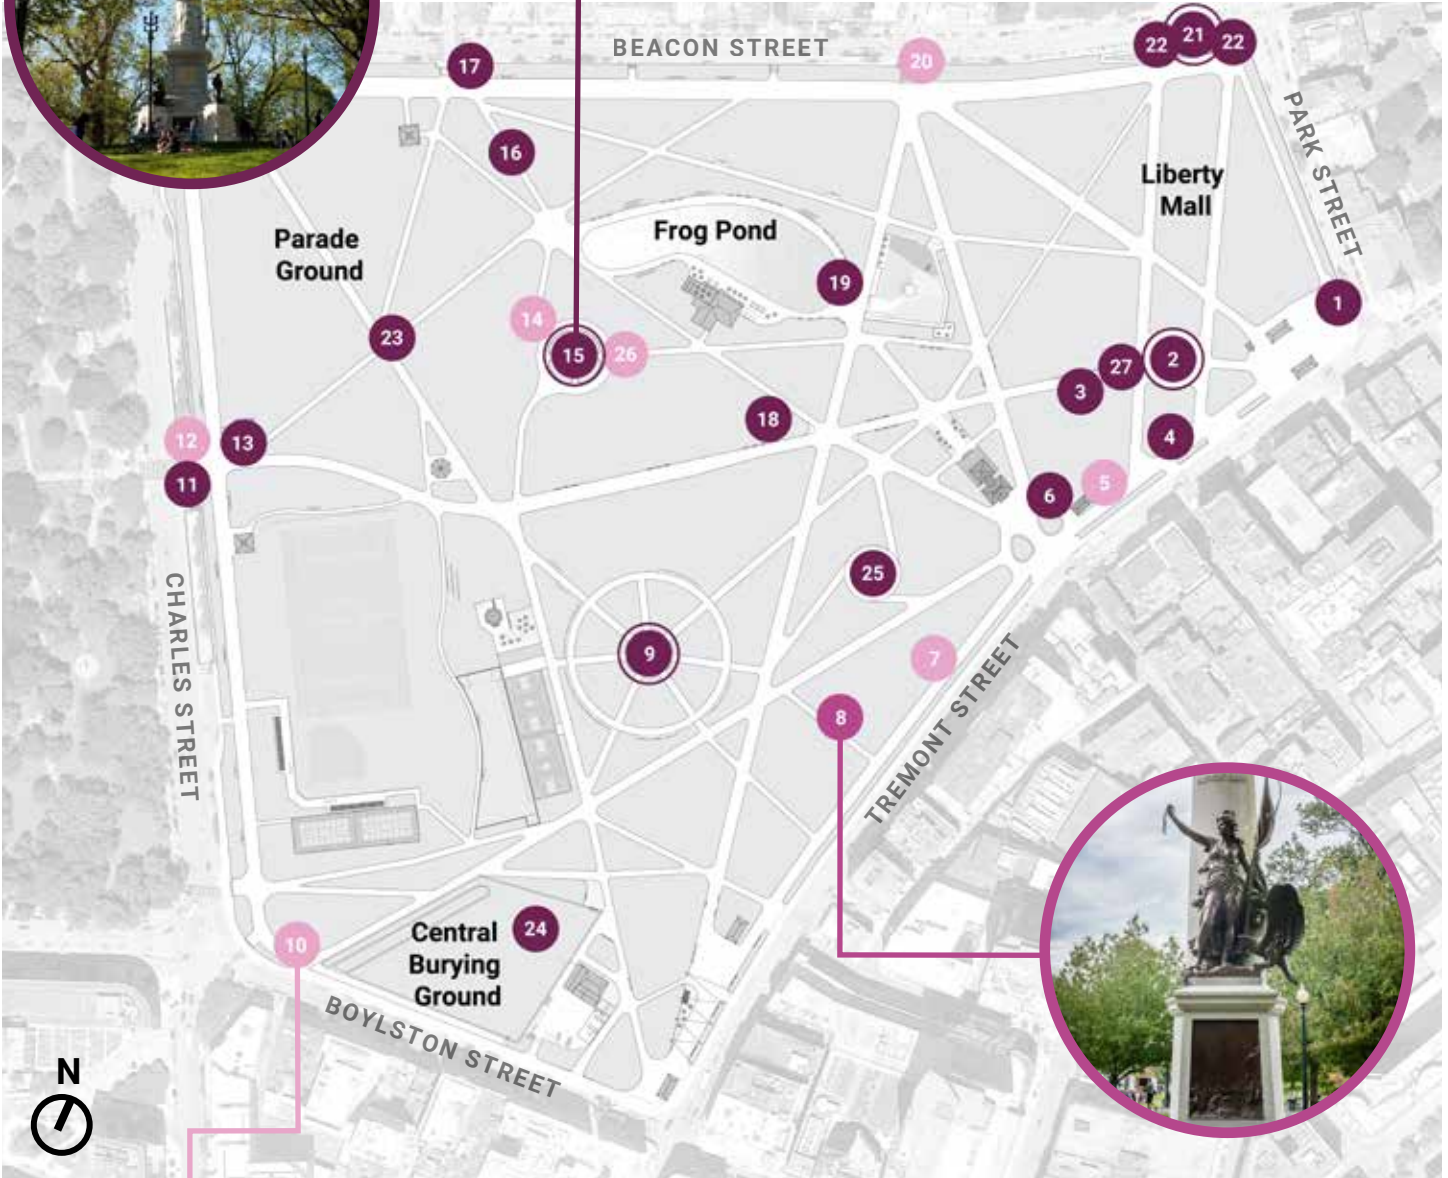 BEACON STREET
17
20
22
21
22
PARK STREET
16
Liberty
Mall
Parade
Ground
Frog Pond
19
1
14
23
15
26
2
27
3
18
12
13
4
11
6
5
25
CHARLES STREET
9
7
TREMONT STREET
8
Central
Burying
Ground
24
10
BOYLSTON STREET
N